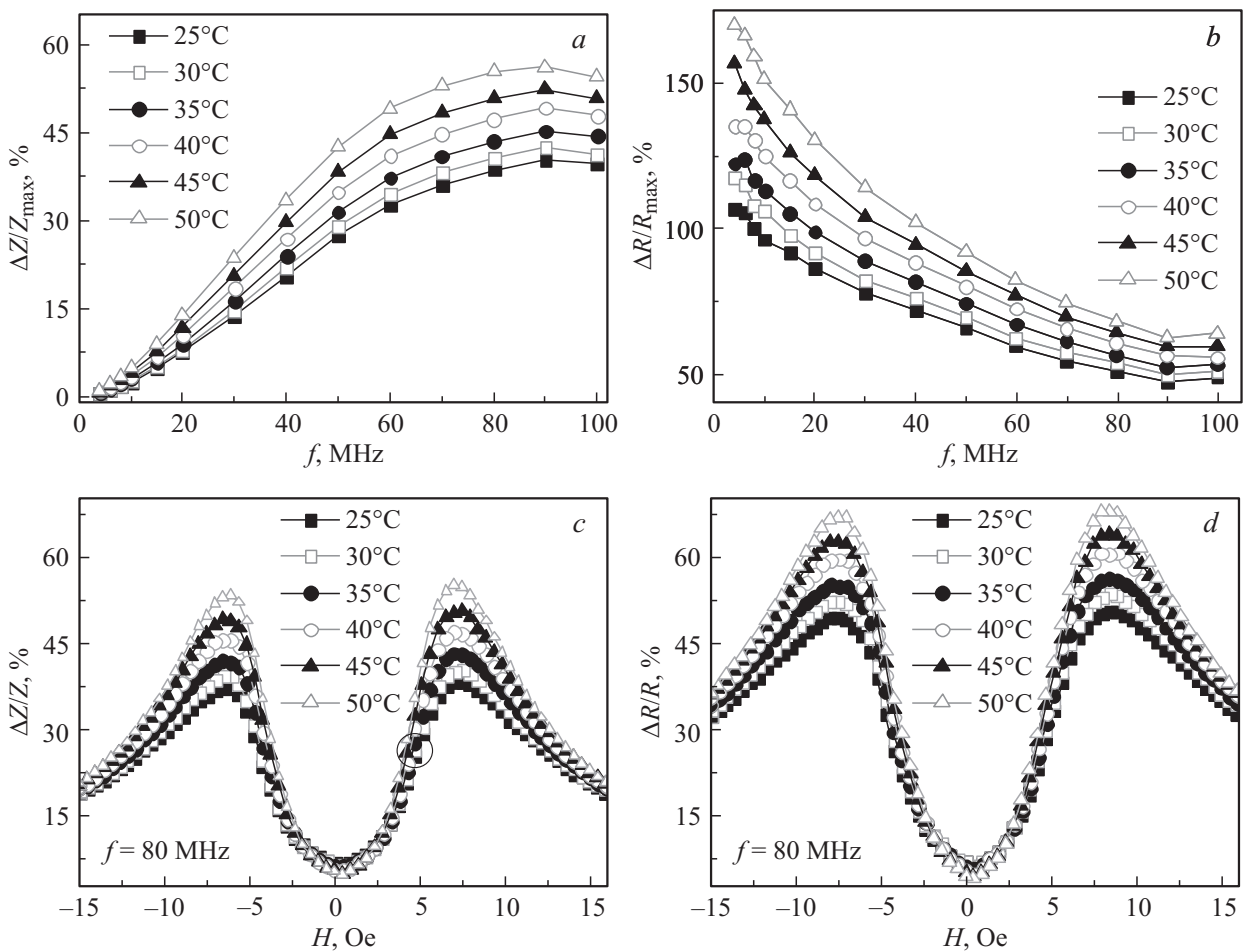 a
60
45
30
15
0
ΔZ/Zmax, %
25°C
30°C
35°C
40°C
45°C
50°C
0
20
40
60
80
100
f, MHz
b
150
100
50
ΔR/Rmax, %
25°C
30°C
35°C
40°C
45°C
50°C
0
20
40
60
80
100
f, MHz
c
60
45
30
15
ΔZ/Z, %
25°C
30°C
35°C
40°C
45°C
50°C
f = 80 MHz
–15
–10
–5
0
5
10
15
H, Oe
d
60
45
30
15
ΔR/R, %
25°C
30°C
35°C
40°C
45°C
50°C
f = 80 MHz
–15
–10
–5
0
5
10
15
H, Oe